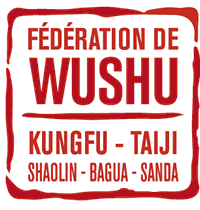 FÉDÉRATION DE
WUSHU
KUNGFU - TAIJI
SHAOLIN - BAGUA - SANDA